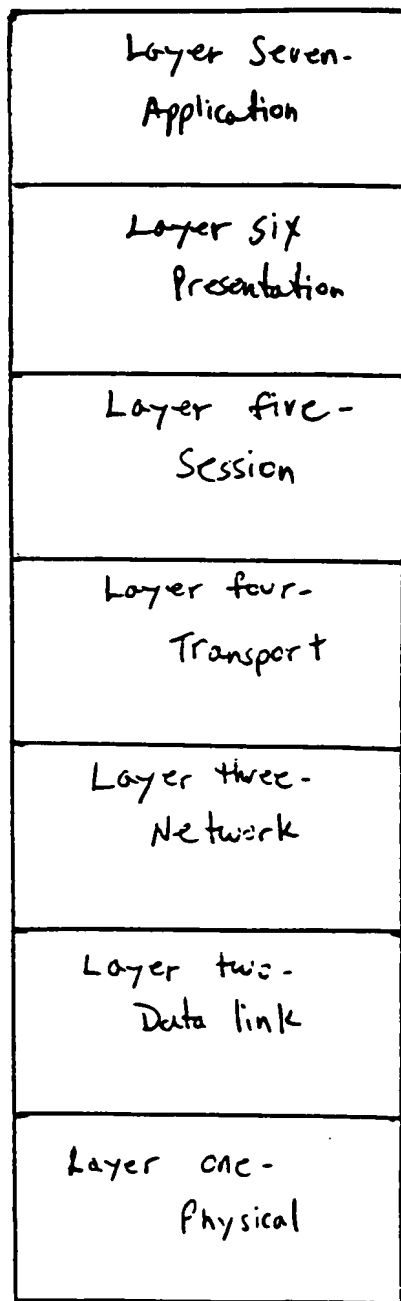 Layer Seven-
Application
Layer six
Presentation
Layer five-
Session
Layer four-
Transport
Layer three-
Network
Layer two-
Data link
Layer one-
Physical